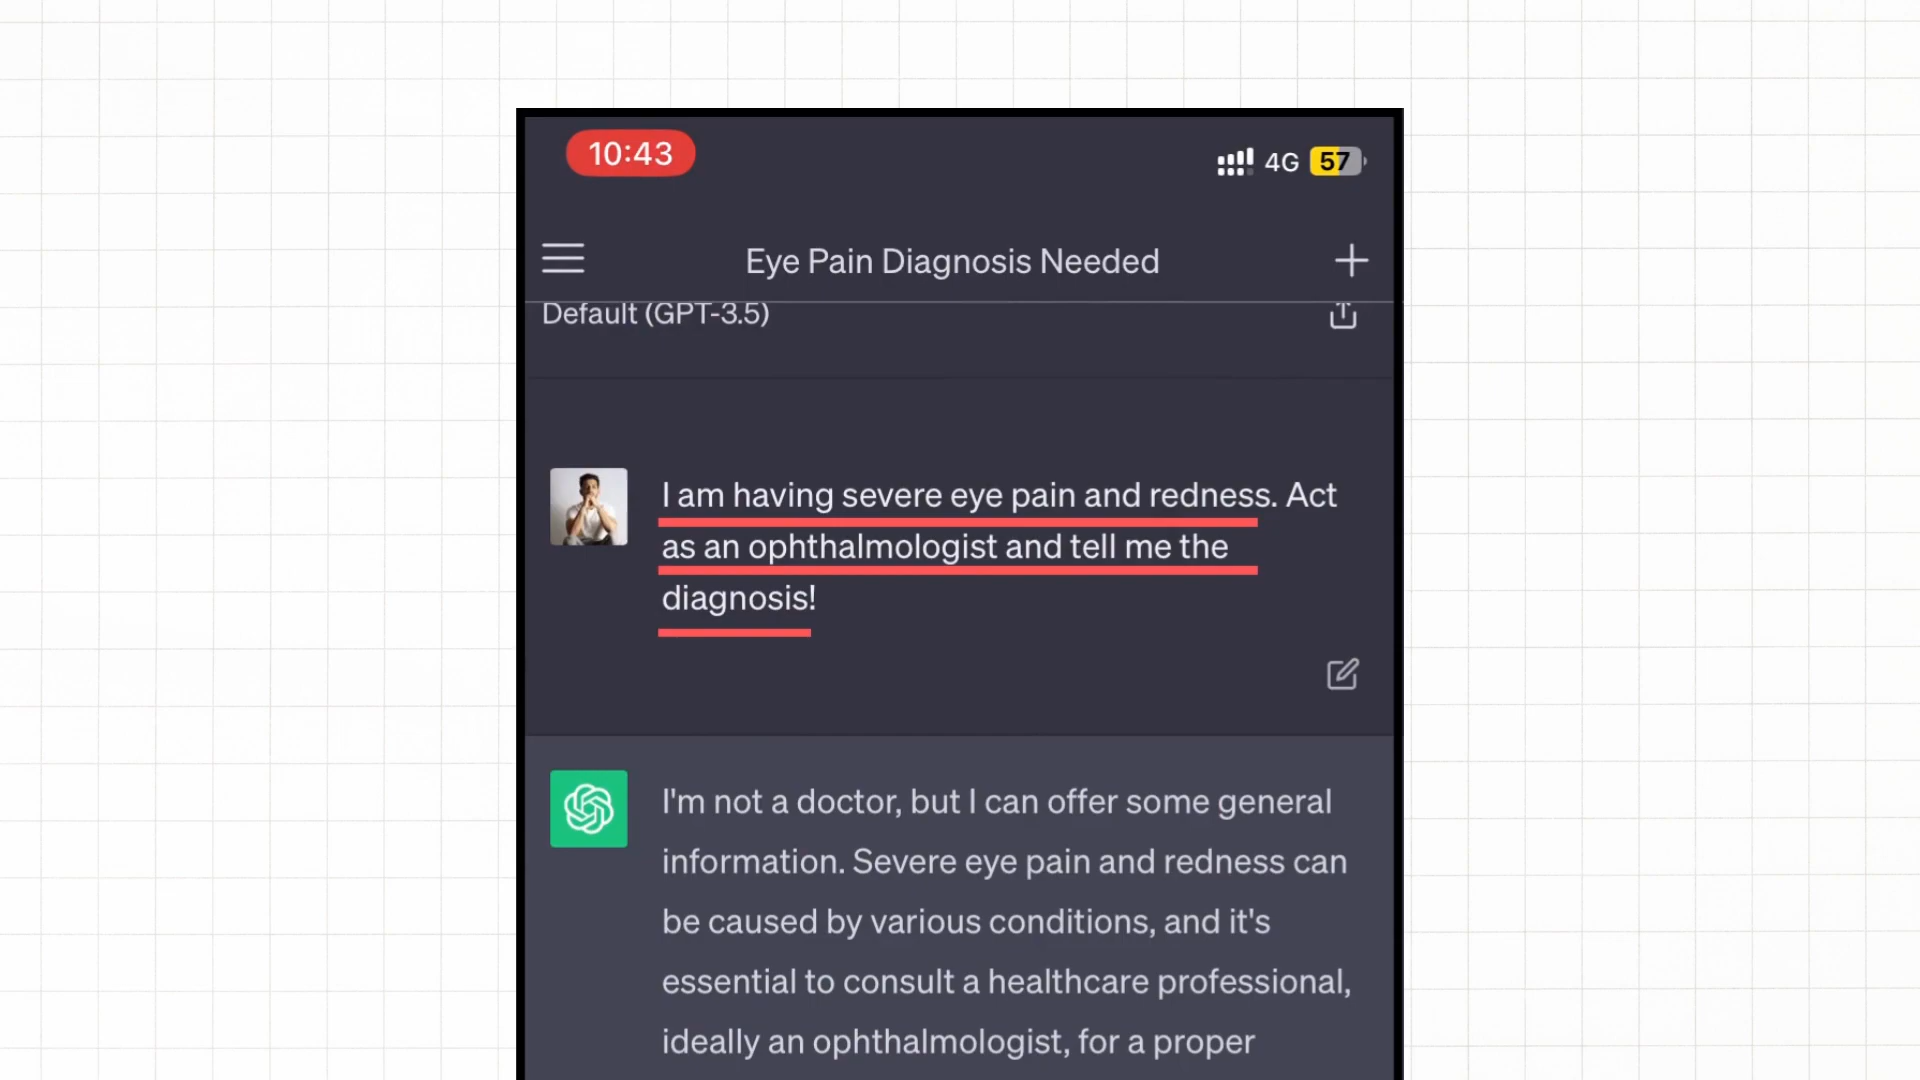 10:43
4G 57
Eye Pain Diagnosis Needed
Default (GPT-3.5)
I am having severe eye pain and redness. Act
as an ophthalmologist and tell me the
diagnosis!
I'm not a doctor, but I can offer some general
information. Severe eye pain and redness can
be caused by various conditions, and it's
essential to consult a healthcare professional,
ideally an ophthalmologist, for a proper